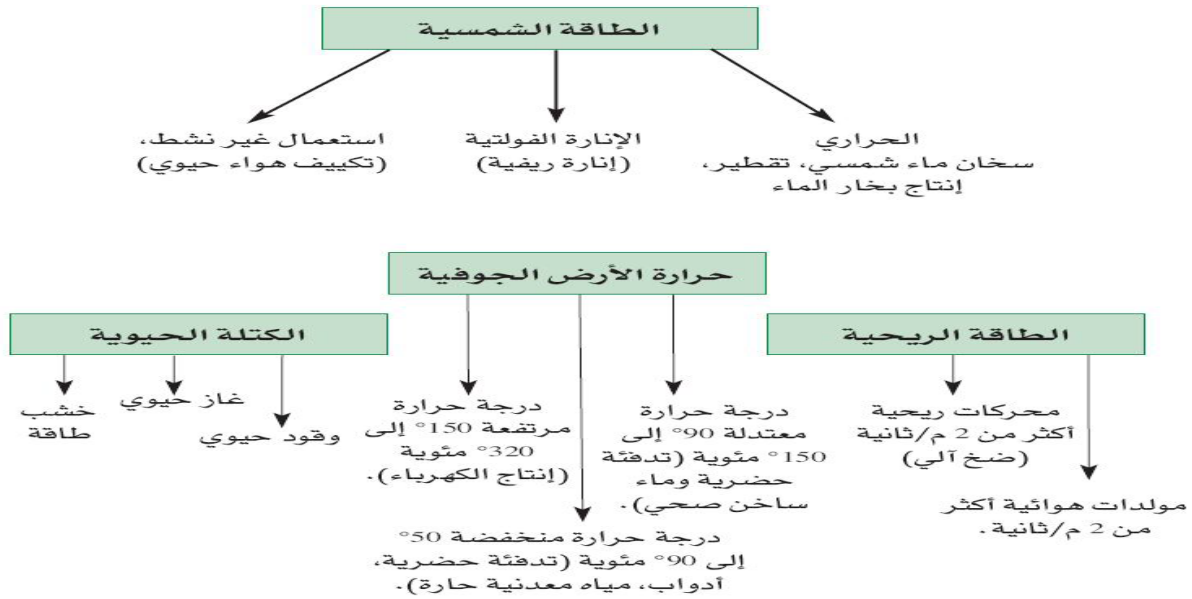 الطاقة الشمسية
الحراري
سخان ماء شمسي، تقطير،
إنتاج بخار الماء
الإنارة الفولتية
(إنارة ريفية)
استعمال غير نشط،
(تكييف هواء حيوي)
حرارة الأرض الجوفية
الطاقة الريحية
محركات ريحية
أكثر من 2 م/ثانية
(ضخ آلي)
مولدات هوائية أكثر
من 2 م/ثانية.
درجة حرارة
معتدلة 90° إلى
150° مئوية (تدفئة
حضرية وماء
ساخن صحي).
درجة حرارة
مرتفعة 150° إلى
320° مئوية
(إنتاج الكهرباء).
درجة حرارة منخفضة 50°
إلى 90° مئوية (تدفئة حضرية،
أدواب، مياه معدنية حارة).
الكتلة الحيوية
وقود حيوي
غاز حيوي
خشب
طاقة